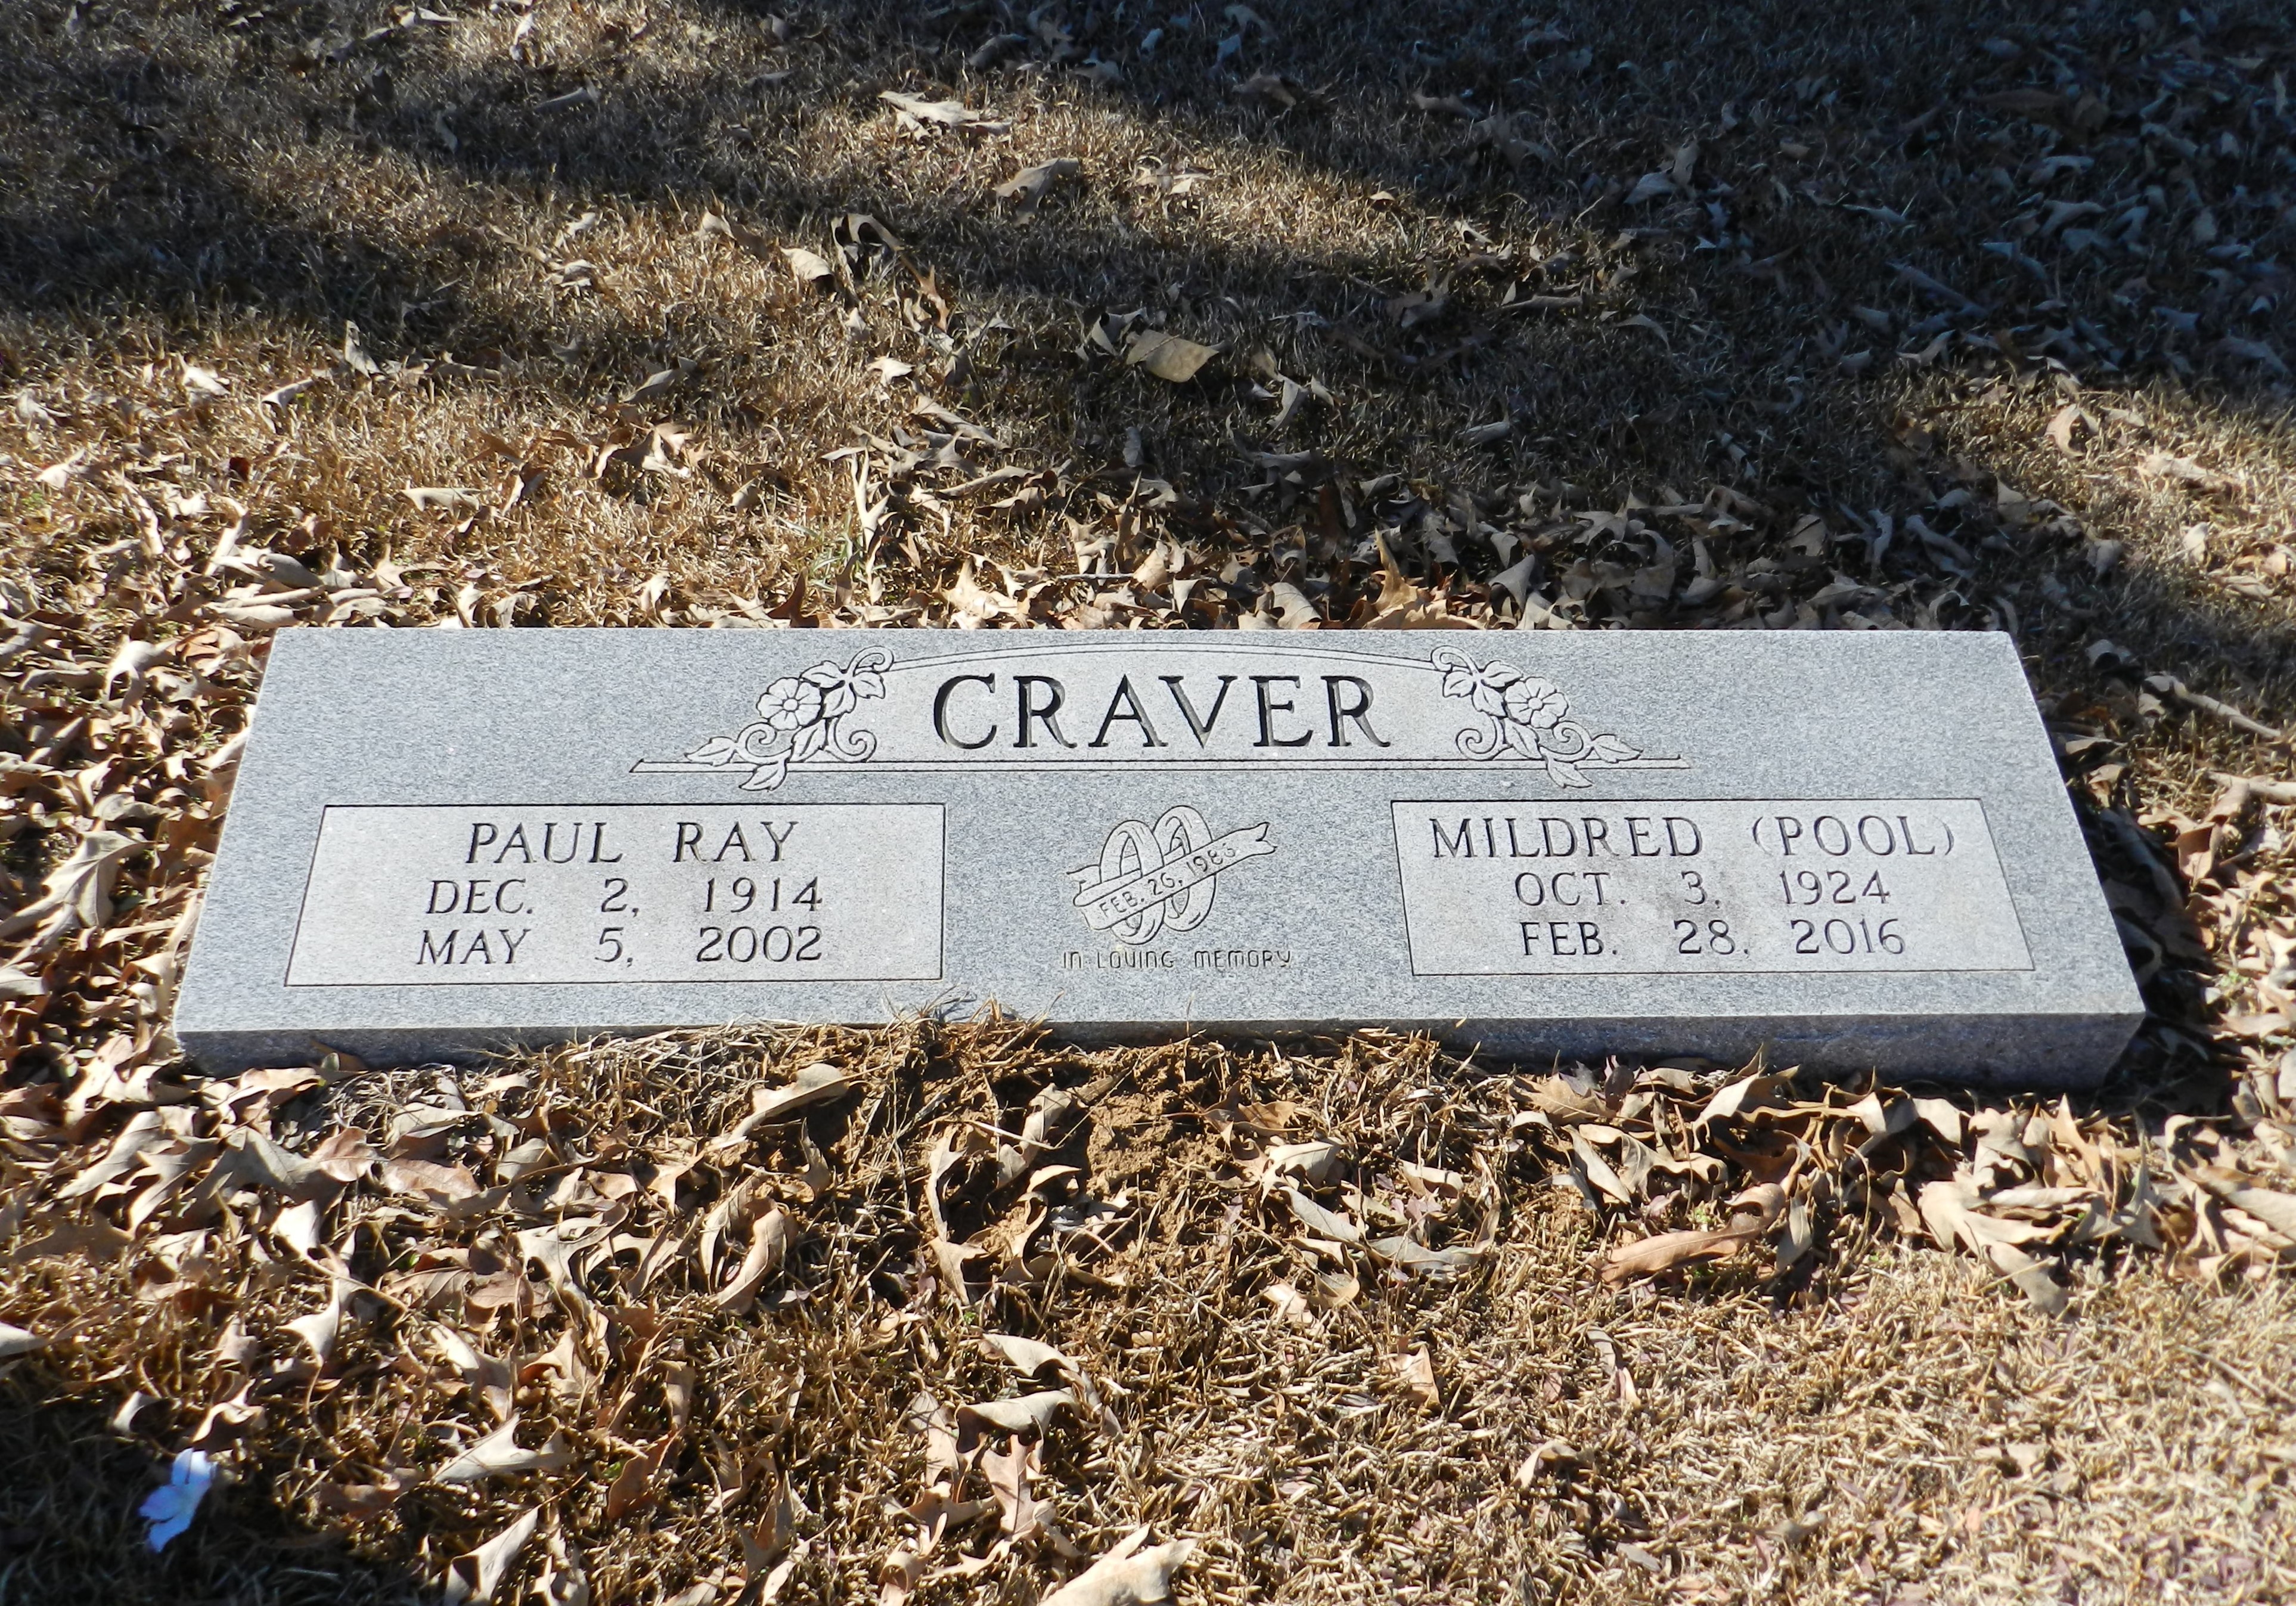 CRAVER
PAUL RAY
DEC. 2, 1914
MAY 5, 2002
FEB. 26, 1986
IN LOVING MEMORY
MILDRED (POOL)
OCT. 3, 1924
FEB. 28, 2016